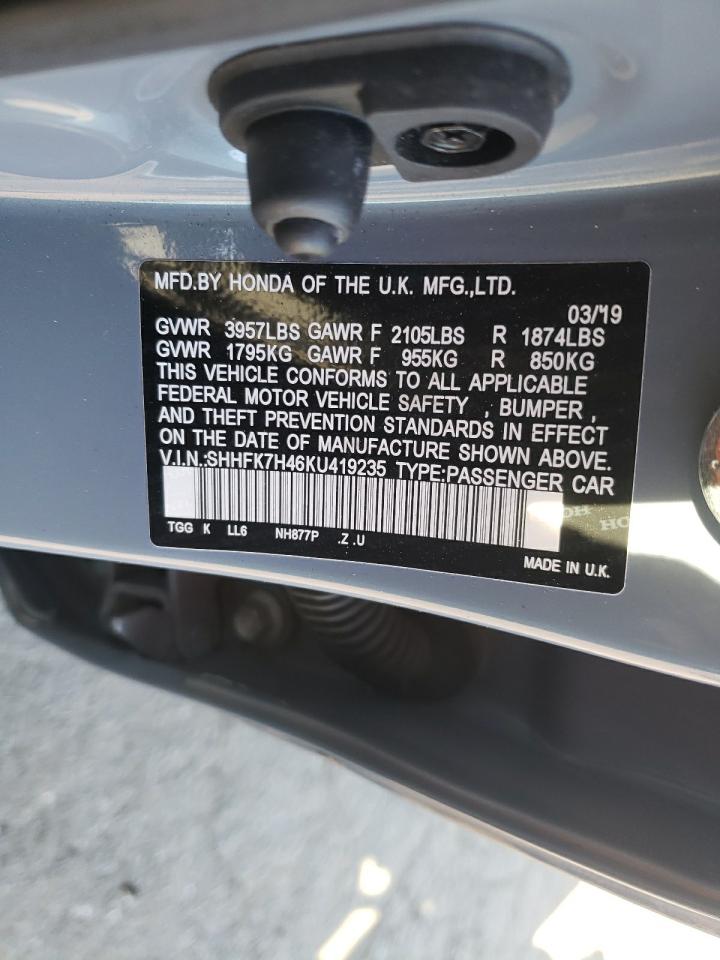 MFD.BY HONDA OF THE U.K. MFG.,LTD.
03/'19
GVWR 3957LBS GAWR F 2105LBS R 1874LBS
GVWR 1795KG GAWR F 955KG R 850KG
THIS VEHICLE CONFORMS TO ALL APPLICABLE
FEDERAL MOTOR VEHICLE SAFETY , BUMPER ,
AND THEFT PREVENTION STANDARDS IN EFFECT
ON THE DATE OF MANUFACTURE SHOWN ABOVE.
V.I.N.:SHHFK7H46KU419235 TYPE:PASSENGER CAR
TGG K LL6 NH877P .Z .U
MADE IN U.K.